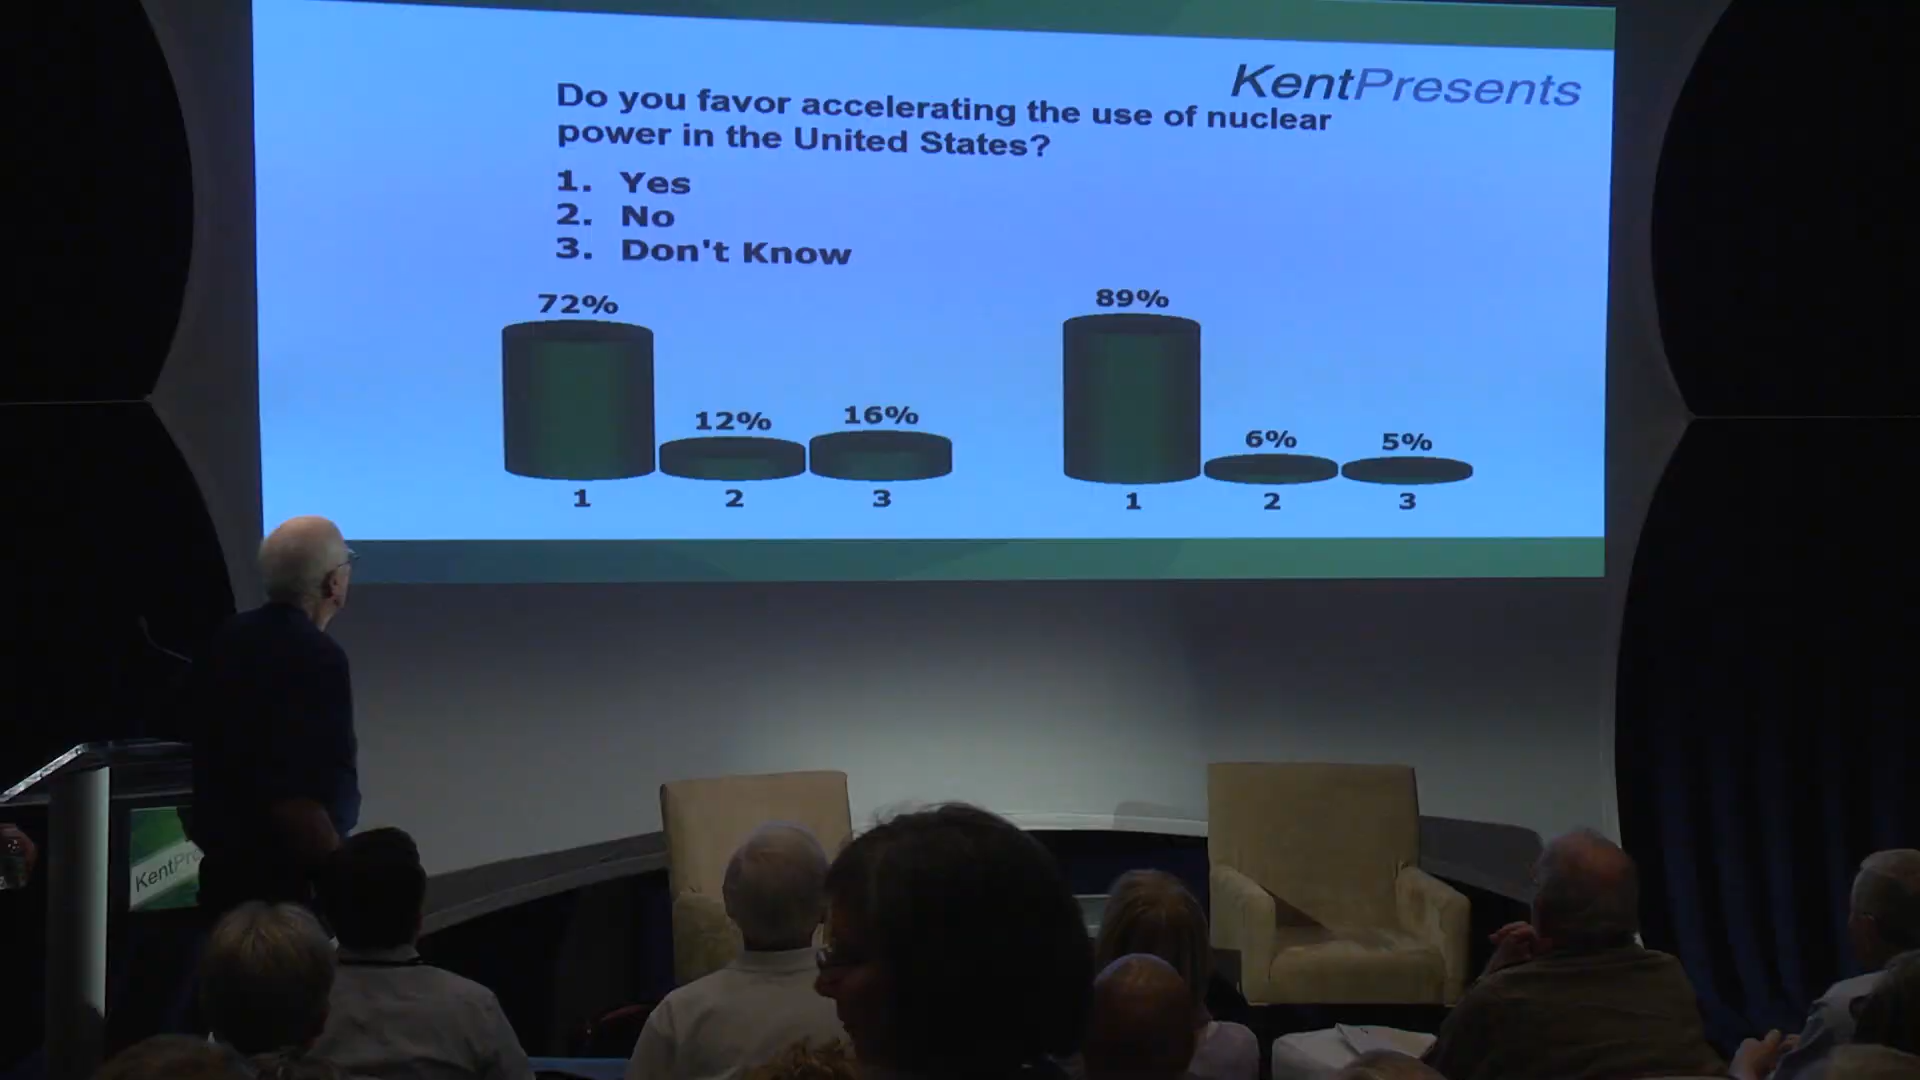 KentPresents
Do you favor accelerating the use of nuclear
power in the United States?
1. Yes
2. No
3. Don't Know
72%
12%
16%
1
2
3
89%
6%
5%
1
2
3
KentPre